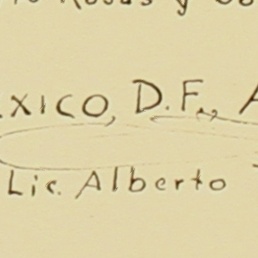 y
XICO, D.F.,
Lic. Alberto